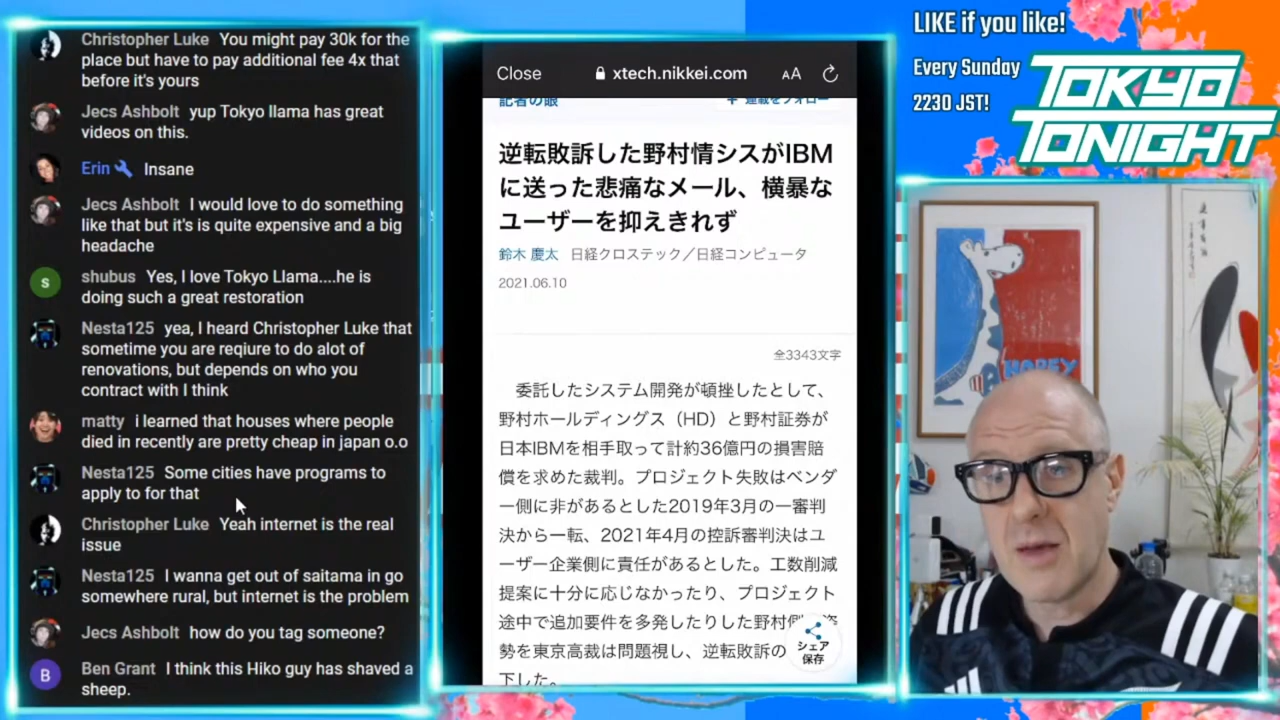 Christopher Luke You might pay 30k for the
place but have to pay additional fee 4x that
before it's yours
Jecs Ashbolt yup Tokyo llama has great
videos on this.
Erin Insane
Jecs Ashbolt I would love to do something
like that but it's is quite expensive and a big
headache
S
shubus Yes, I love Tokyo Llama....he is
doing such a great restoration
Nesta125 yea, I heard Christopher Luke that
sometime you are reqiure to do alot of
renovations, but depends on who you
contract with I think
matty i learned that houses where people
died in recently are pretty cheap in japan o.o
Nesta125 Some cities have programs to
apply to for that
Christopher Luke Yeah internet is the real
issue
Nesta125 I wanna get out of saitama in go
somewhere rural, but internet is the problem
Jecs Ashbolt how do you tag someone?
B
Ben Grant I think this Hiko guy has shaved a
sheep.
Close xtech.nikkei.com AA
記者の眼 + 連載をフォロー
逆転敗訴した野村情シスがIBM
に送った悲痛なメール、横暴な
ユーザーを抑えきれず
鈴木 慶太 日経クロステック／日経コンピュータ
2021.06.10
全3343文字
委託したシステム開発が頓挫したとして、
野村ホールディングス（HD）と野村証券が
日本IBMを相手取って計約36億円の損害賠
償を求めた裁判。プロジェクト失敗はベンダ
ー側に非があるとした2019年3月の一審判
決から一転、2021年4月の控訴審判決はユ
ーザー企業側に責任があるとした。工数削減
提案に十分に応じなかったり、プロジェクト
途中で追加要件を多発したりした野村側
勢を東京高裁は問題視し、逆転敗訴の
下した。
シェア
保存
LIKE if you like!
Every Sunday
2230 JST!
TOKYO
TONIGHT